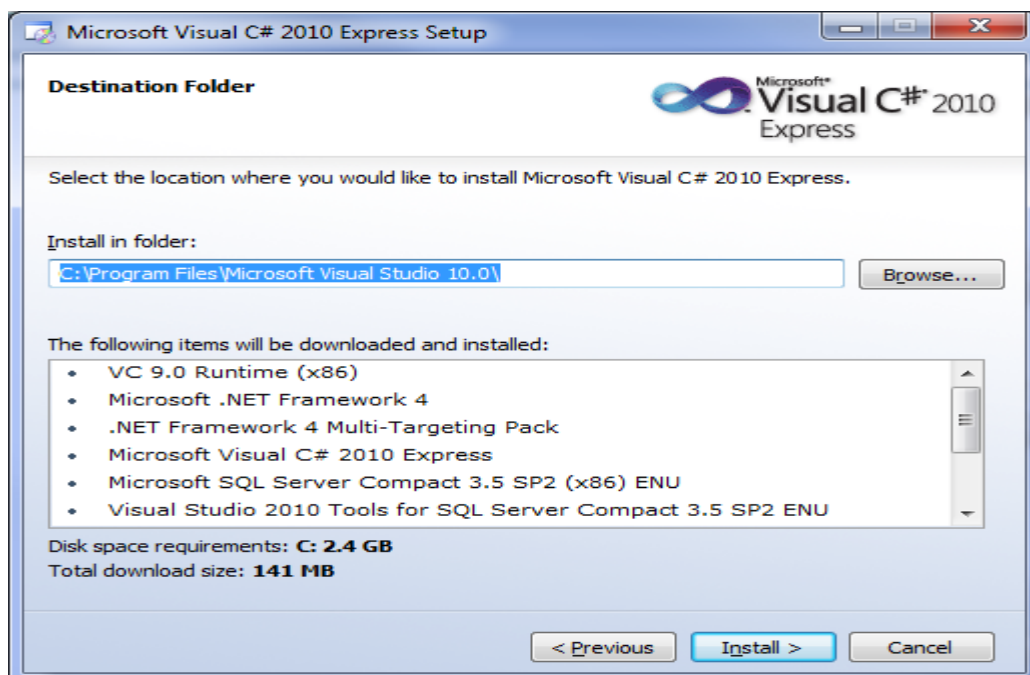 Microsoft Visual C# 2010 Express Setup
Destination Folder
Microsoft®
Visual C#® 2010
Express
Select the location where you would like to install Microsoft Visual C# 2010 Express.
Install in folder:
C:\Program Files\Microsoft Visual Studio 10.0\
Browse...
The following items will be downloaded and installed:
• VC 9.0 Runtime (x86)
• Microsoft .NET Framework 4
• .NET Framework 4 Multi-Targeting Pack
• Microsoft Visual C# 2010 Express
• Microsoft SQL Server Compact 3.5 SP2 (x86) ENU
• Visual Studio 2010 Tools for SQL Server Compact 3.5 SP2 ENU
Disk space requirements: C: 2.4 GB
Total download size: 141 MB
< Previous
Install >
Cancel